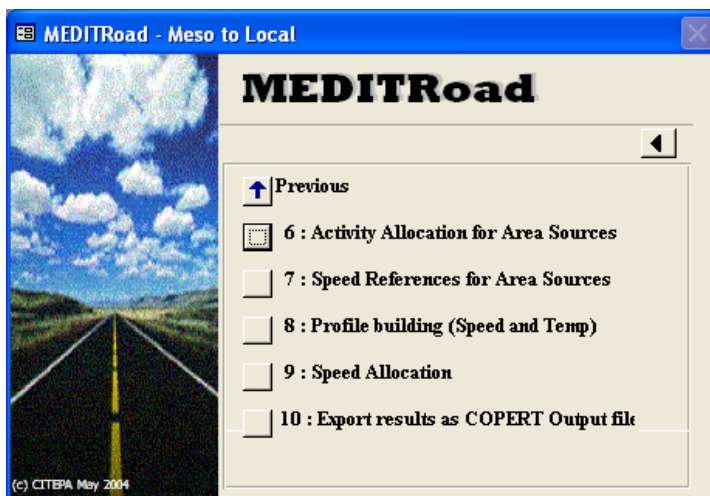 MEDITRoad - Meso to Local
MEDITRoad
Previous
6 : Activity Allocation for Area Sources
7 : Speed References for Area Sources
8 : Profile building (Speed and Temp)
9 : Speed Allocation
10 : Export results as COPERT Output file
(c) CITEPA May 2004